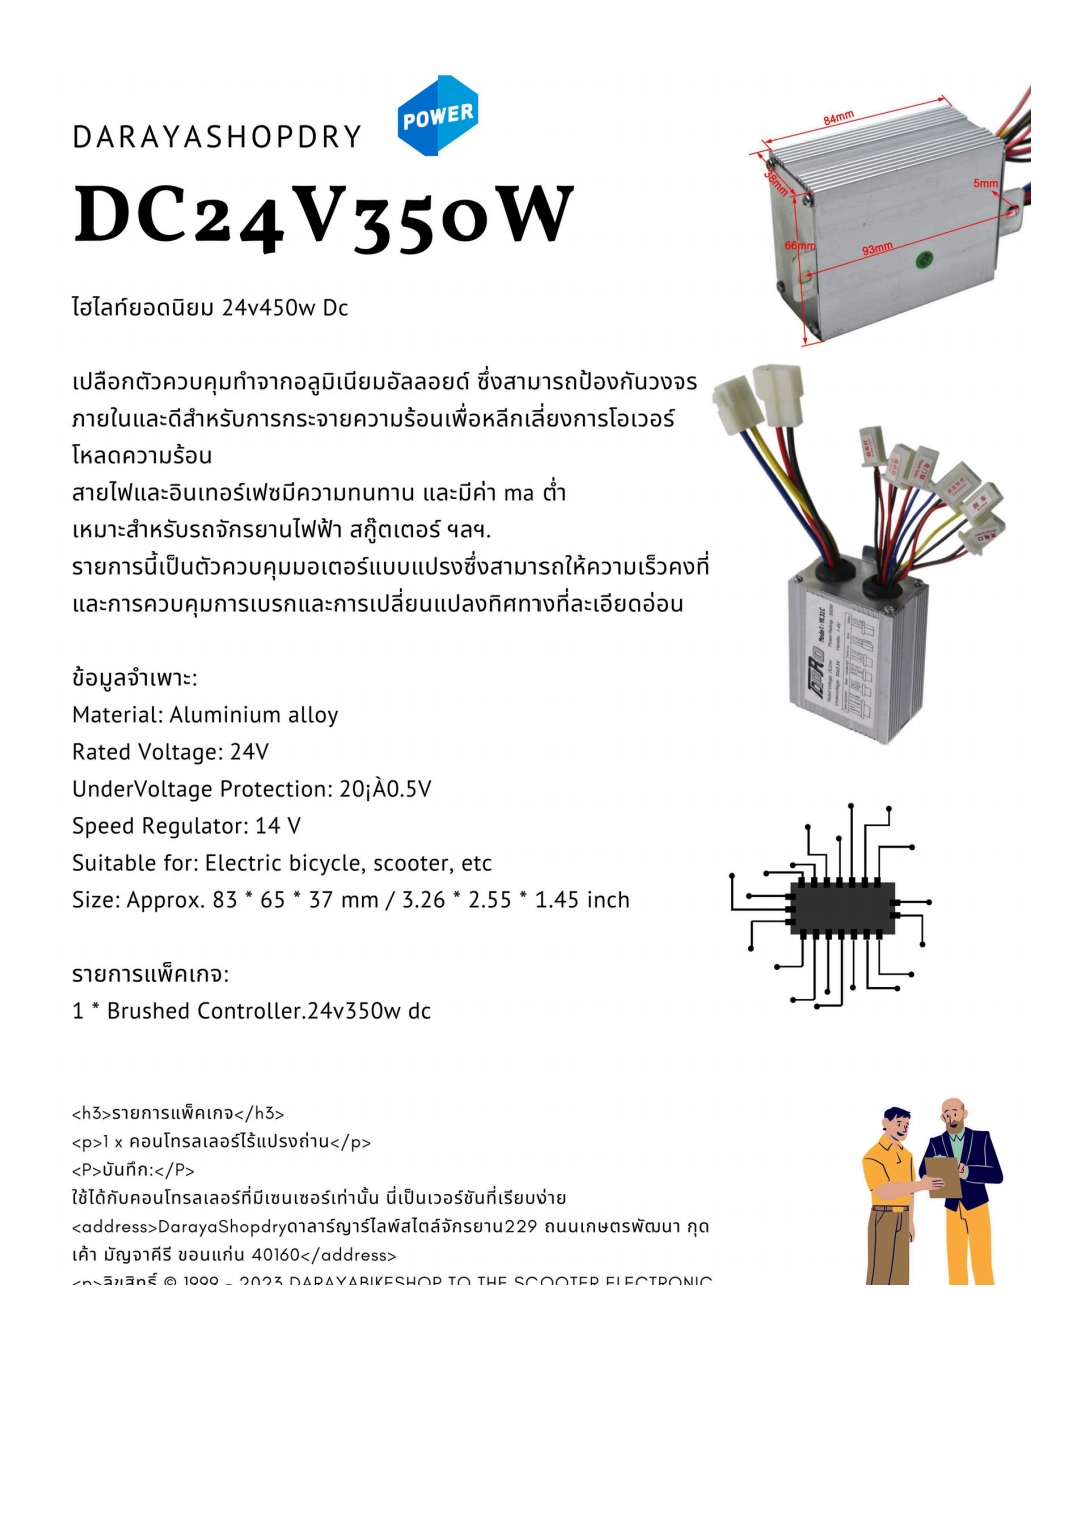 DARAYASHOPDRY
POWER
DC24V350W
ไฮไลท์ยอดนิยม 24v450w Dc
เปลือกตัวควบคุมทำจากอลูมิเนียมอัลลอยด์ ซึ่งสามารถป้องกันวงจร
ภายในและดีสำหรับการกระจายความร้อนเพื่อหลีกเลี่ยงการโอเวอร์
โหลดความร้อน
สายไฟและอินเทอร์เฟซมีความทนทาน และมีค่า ma ต่ำ
เหมาะสำหรับรถจักรยานไฟฟ้า สกู๊ตเตอร์ ฯลฯ.
รายการนี้เป็นตัวควบคุมมอเตอร์แบบแปรงซึ่งสามารถให้ความเร็วคงที่
และการควบคุมการเบรกและการเปลี่ยนแปลงทิศทางที่ละเอียดอ่อน
ข้อมูลจำเพาะ:
Material: Aluminium alloy
Rated Voltage: 24V
UnderVoltage Protection: 20¡À0.5V
Speed Regulator: 14 V
Suitable for: Electric bicycle, scooter, etc
Size: Approx. 83 * 65 * 37 mm / 3.26 * 2.55 * 1.45 inch
รายการแพ็คเกจ:
1 * Brushed Controller.24v350w dc
<h3>รายการแพ็คเกจ</h3>
<p>1 x คอนโทรลเลอร์ไร้แปรงถ่าน</p>
<P>บันทึก:</P>
ใช้ได้กับคอนโทรลเลอร์ที่มีเซนเซอร์เท่านั้น นี่เป็นเวอร์ชันที่เรียบง่าย
<address>DarayaShopdryดาลาร์ญาร์ไลฟ์สไตล์จักรยาน229 ถนนเกษตรพัฒนา กุด
เค้า มัญจาคีรี ขอนแก่น 40160</address>
<p>ลิขสิทธิ์ © 1999 - 2023 DARAYABIKESHOP TO THE SCOOTER ELECTRONIC
84mm
38mm
5mm
66mm
93mm